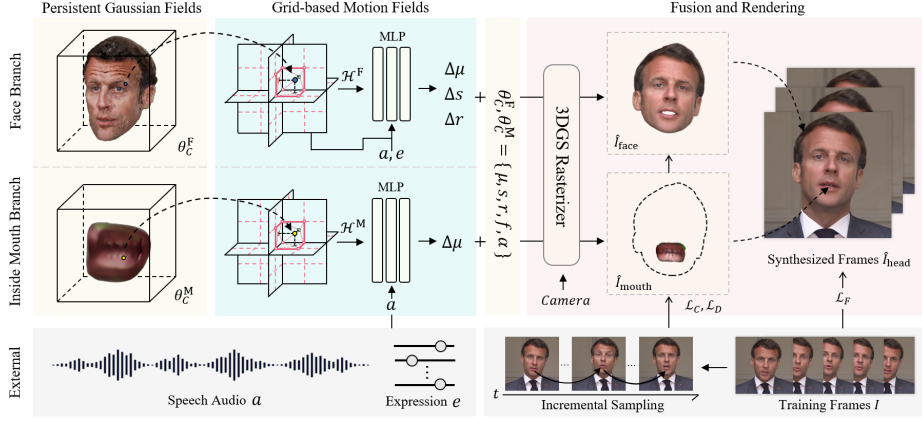 Persistent Gaussian Fields
Grid-based Motion Fields
Fusion and Rendering
Face Branch
θ_C^F
ℋ^F
MLP
a, e
Δμ
Δs
Δr
+
θ_C^F, θ_C^M = {μ, s, r, f, α}
3DGS Rasterizer
Camera
Î_face
Inside Mouth Branch
θ_C^M
ℋ^M
MLP
a
Δμ
+
Î_mouth
ℒ_C, ℒ_D
Synthesized Frames Î_head
ℒ_F
External
Speech Audio a
Expression e
t
... ...
Incremental Sampling
Training Frames I